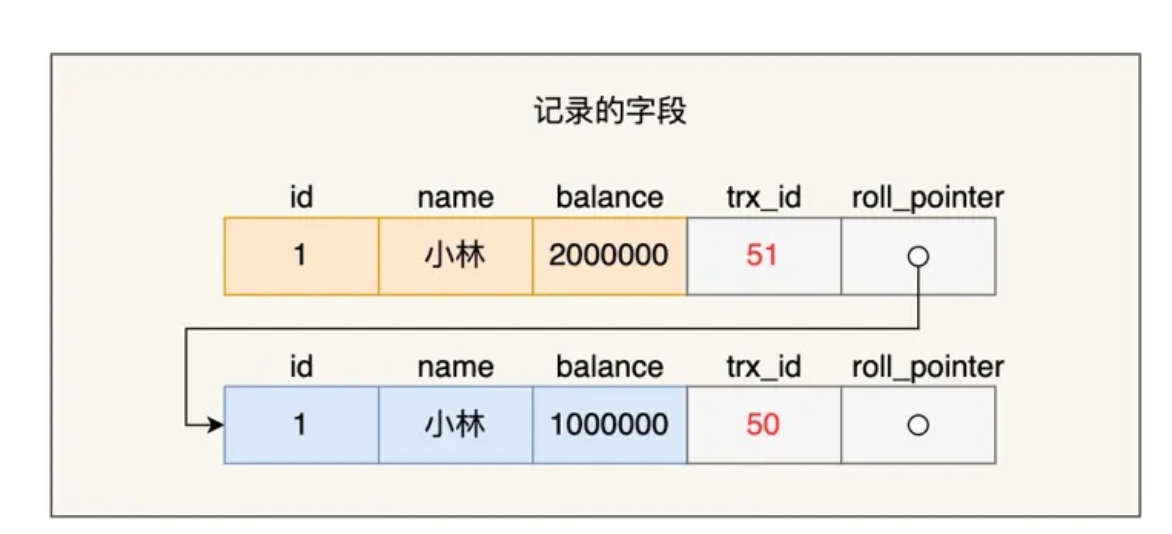 记录的字段
id name balance trx_id roll_pointer
1 小林 2000000 51
id name balance trx_id roll_pointer
1 小林 1000000 50